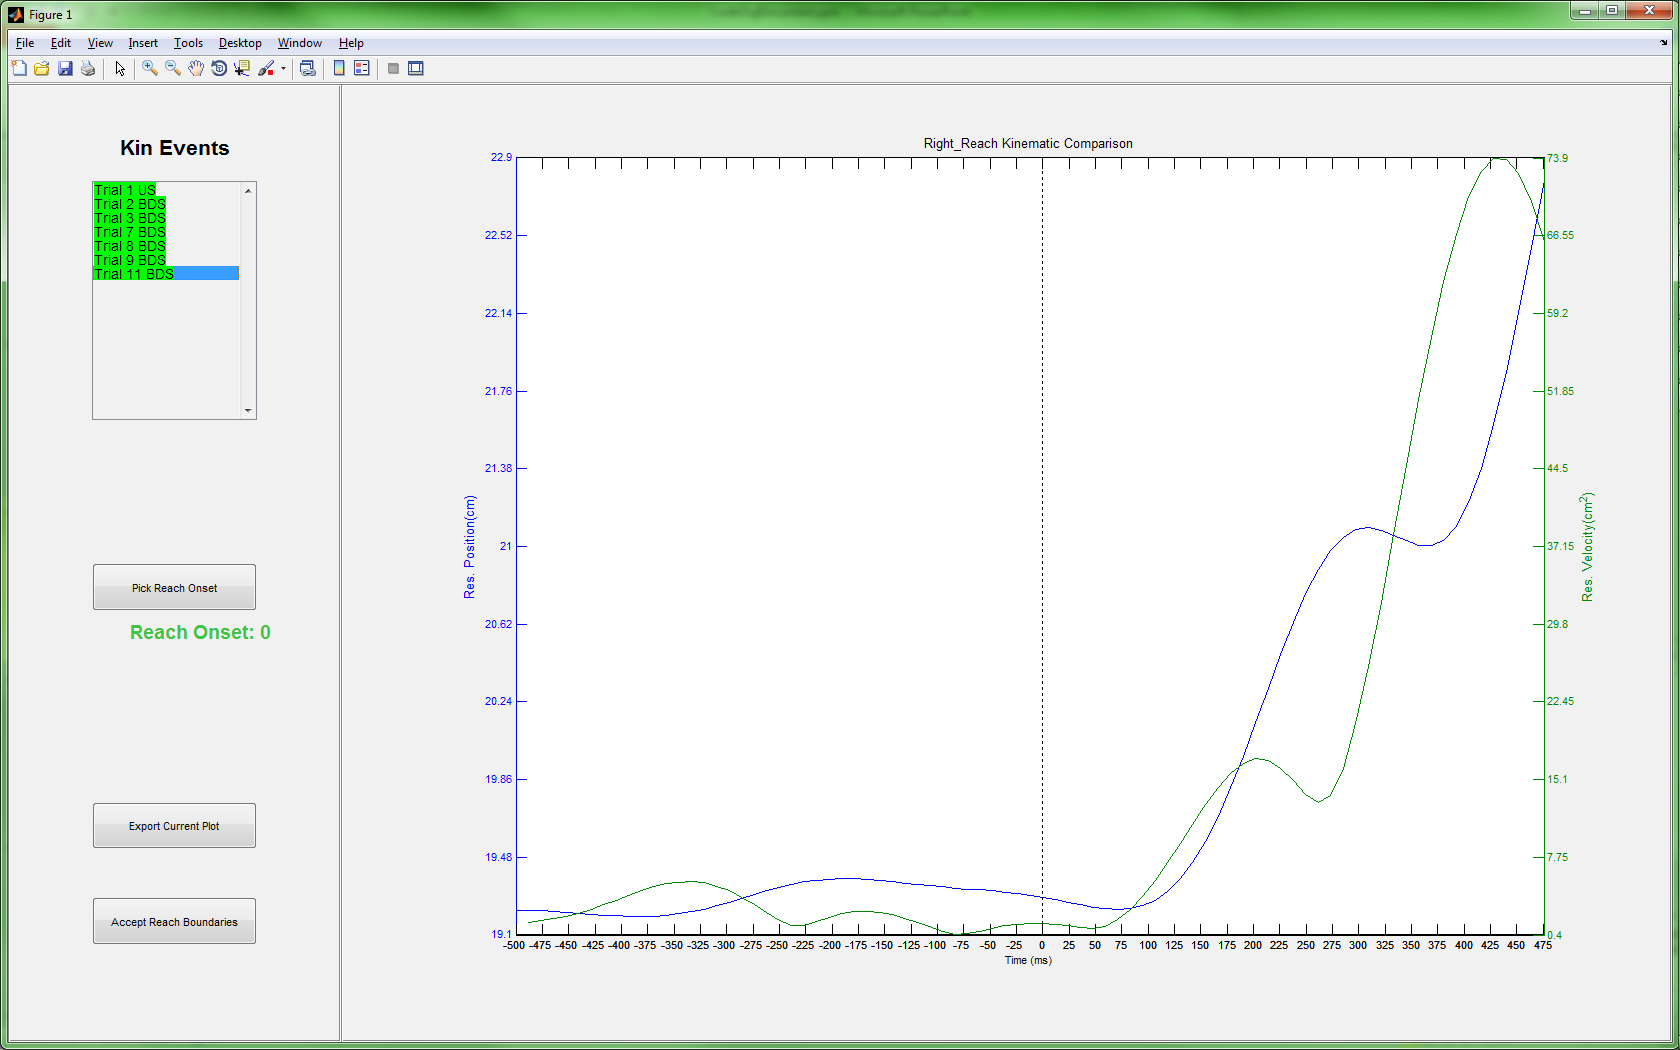 Figure 1
File Edit View Insert Tools Desktop Window Help
Kin Events
Trial 1 US
Trial 2 BDS
Trial 3 BDS
Trial 7 BDS
Trial 8 BDS
Trial 9 BDS
Trial 11 BDS
Pick Reach Onset
Reach Onset: 0
Export Current Plot
Accept Reach Boundaries
Right_Reach Kinematic Comparison
22.9
22.52
22.14
21.76
21.38
21
20.62
20.24
19.86
19.48
19.1
Res. Position(cm)
73.9
66.55
59.2
51.85
44.5
37.15
29.8
22.45
15.1
7.75
0.4
Res. Velocity(cm²)
-500 -475 -450 -425 -400 -375 -350 -325 -300 -275 -250 -225 -200 -175 -150 -125 -100 -75 -50 -25 0 25 50 75 100 125 150 175 200 225 250 275 300 325 350 375 400 425 450 475
Time (ms)